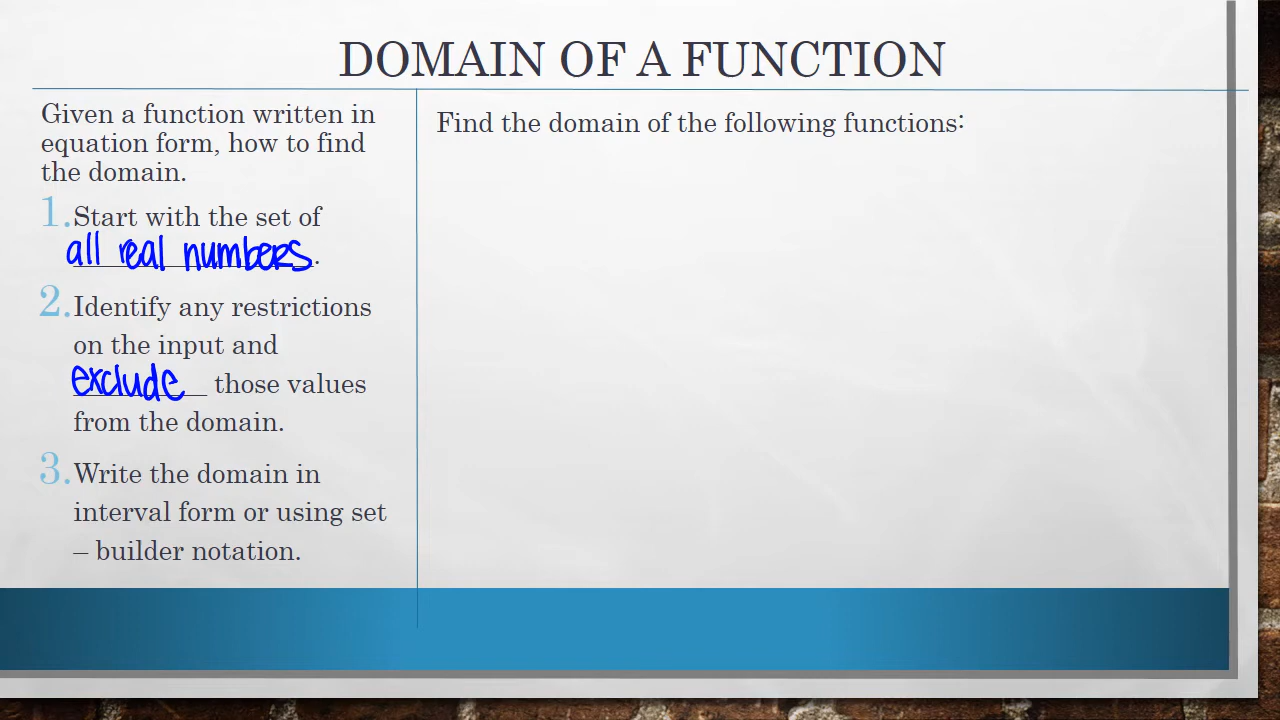 DOMAIN OF A FUNCTION
Given a function written in
equation form, how to find
the domain.
1. Start with the set of
all real numbers.
2. Identify any restrictions
on the input and
exclude those values
from the domain.
3. Write the domain in
interval form or using set
– builder notation.
Find the domain of the following functions: